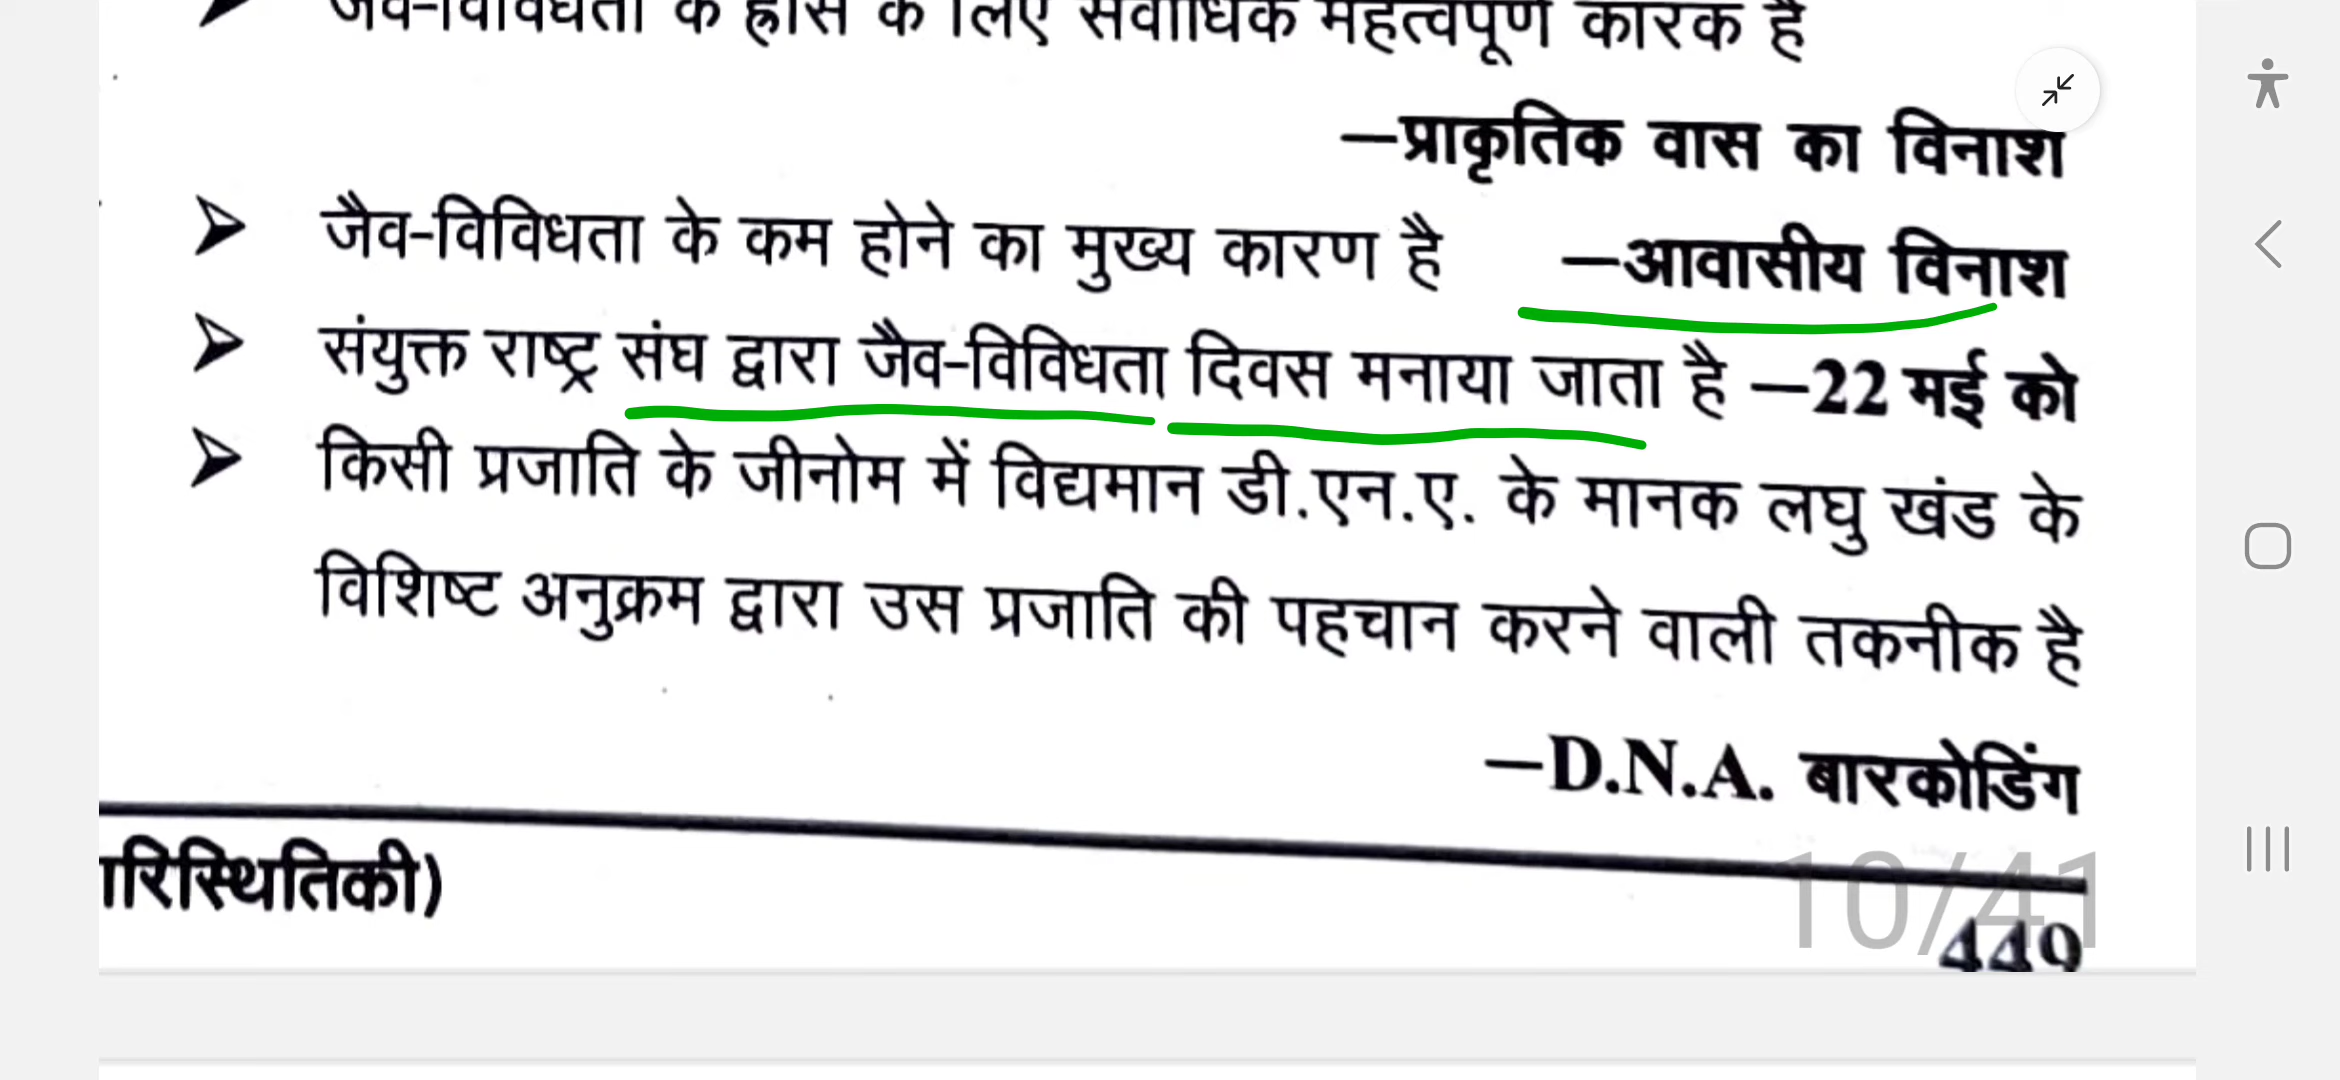 जैव-विविधता के ह्रास के लिए सर्वाधिक महत्वपूर्ण कारक है
—प्राकृतिक वास का विनाश
➤ जैव-विविधता के कम होने का मुख्य कारण है —आवासीय विनाश
➤ संयुक्त राष्ट्र संघ द्वारा जैव-विविधता दिवस मनाया जाता है —22 मई को
➤ किसी प्रजाति के जीनोम में विद्यमान डी.एन.ए. के मानक लघु खंड के
विशिष्ट अनुक्रम द्वारा उस प्रजाति की पहचान करने वाली तकनीक है
—D.N.A. बारकोडिंग
रिस्थितिकी)
10/41
449